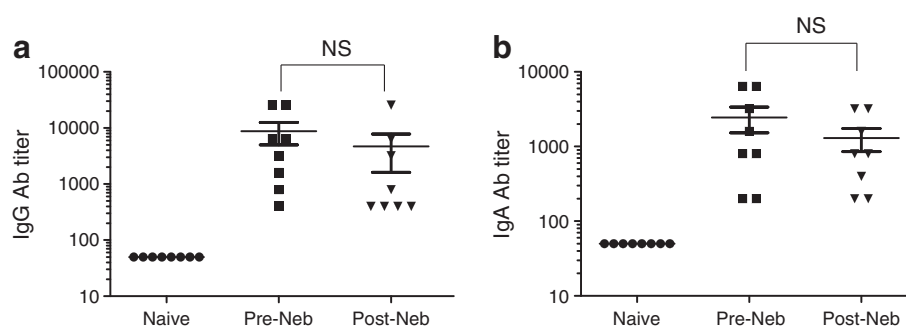 a
NS
IgG Ab titer
100000
10000
1000
100
10
Naive
Pre-Neb
Post-Neb
b
NS
IgA Ab titer
10000
1000
100
10
Naive
Pre-Neb
Post-Neb